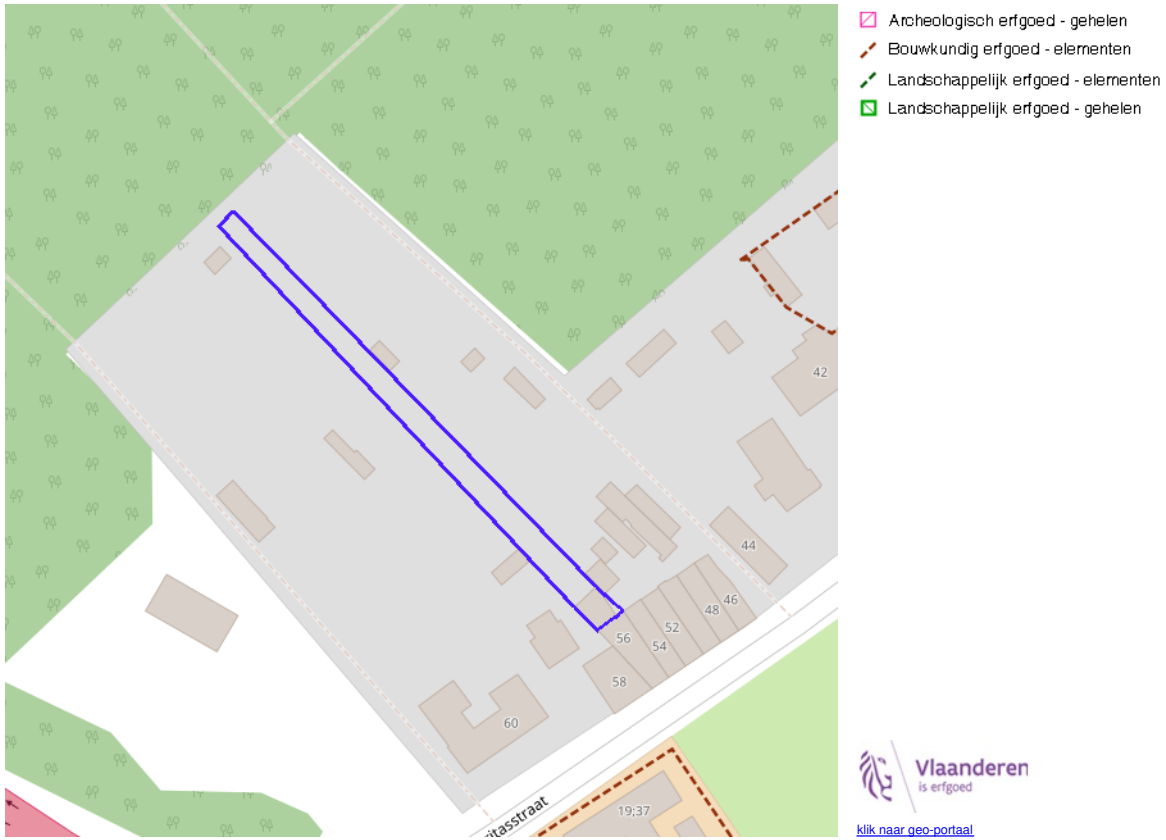 Archeologisch erfgoed - gehelen
Bouwkundig erfgoed - elementen
Landschappelijk erfgoed - elementen
Landschappelijk erfgoed - gehelen
42
44
46
48
52
54
56
58
60
19;37
ritasstraat
Vlaanderen
is erfgoed
klik naar geo-portaal